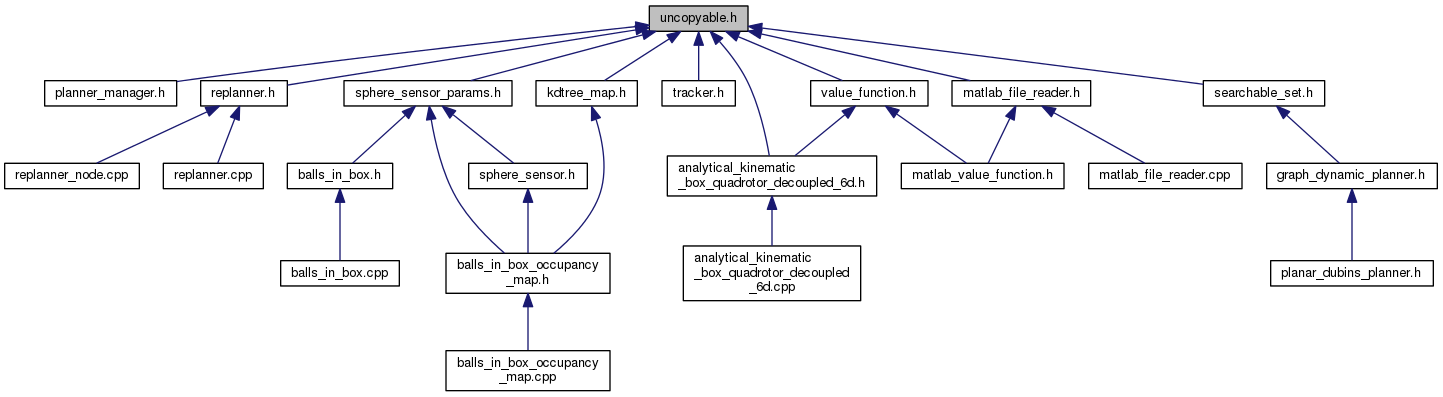 uncopyable.h
planner_manager.h
replanner.h
sphere_sensor_params.h
kdtree_map.h
tracker.h
value_function.h
matlab_file_reader.h
searchable_set.h
replanner_node.cpp
replanner.cpp
balls_in_box.h
sphere_sensor.h
analytical_kinematic
_box_quadrotor_decoupled_6d.h
matlab_value_function.h
matlab_file_reader.cpp
graph_dynamic_planner.h
balls_in_box.cpp
balls_in_box_occupancy
_map.h
analytical_kinematic
_box_quadrotor_decoupled
_6d.cpp
planar_dubins_planner.h
balls_in_box_occupancy
_map.cpp